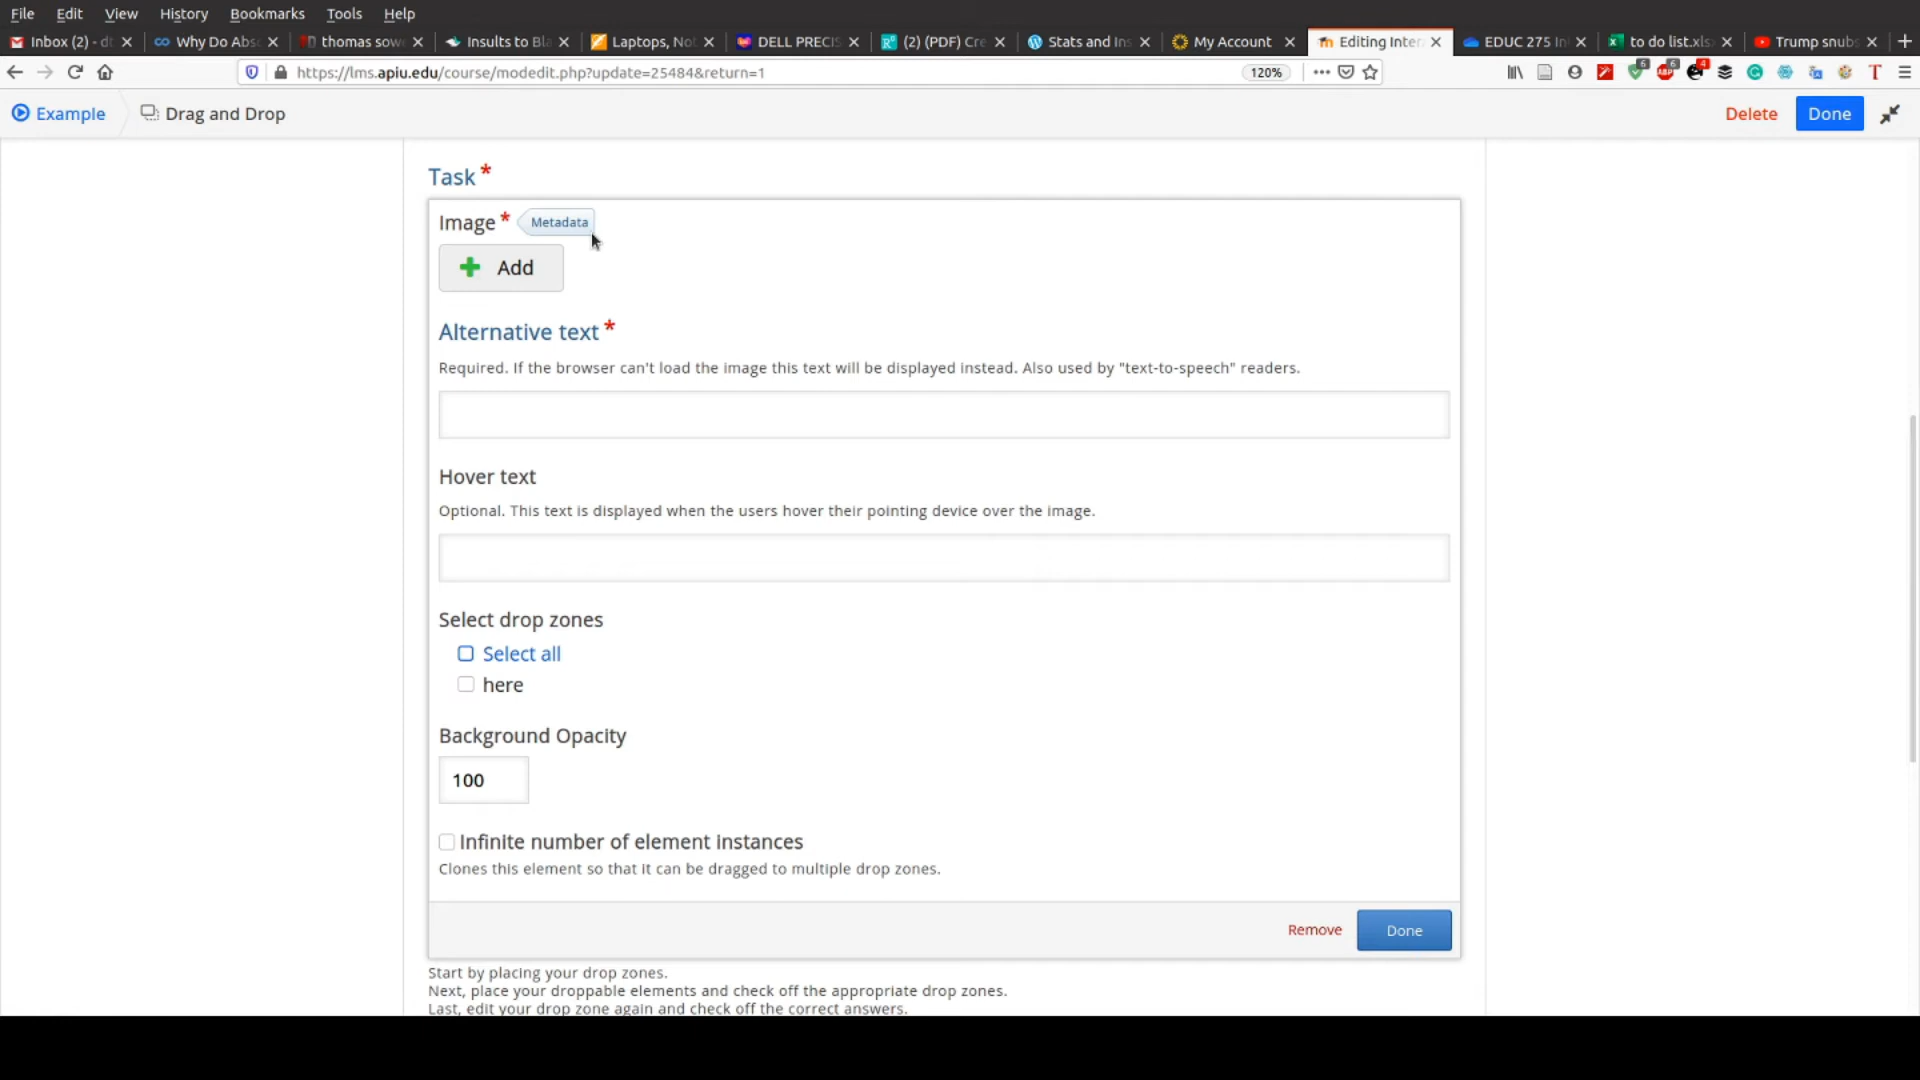 File Edit View History Bookmarks Tools Help
Inbox (2) - d Why Do Abs thomas sow Insults to Bla Laptops, No DELL PRECIS (2) (PDF) Cre Stats and Ins My Account Editing Inter EDUC 275 In to do list.xls Trump snubs
https://lms.apiu.edu/course/modedit.php?update=25484&return=1 120% 6 ABP 6 4 T
Example Drag and Drop Delete Done
Task *
Image * Metadata
Add
Alternative text *
Required. If the browser can't load the image this text will be displayed instead. Also used by "text-to-speech" readers.
Hover text
Optional. This text is displayed when the users hover their pointing device over the image.
Select drop zones
Select all
here
Background Opacity
100
Infinite number of element instances
Clones this element so that it can be dragged to multiple drop zones.
Remove Done
Start by placing your drop zones.
Next, place your droppable elements and check off the appropriate drop zones.
Last, edit your drop zone again and check off the correct answers.